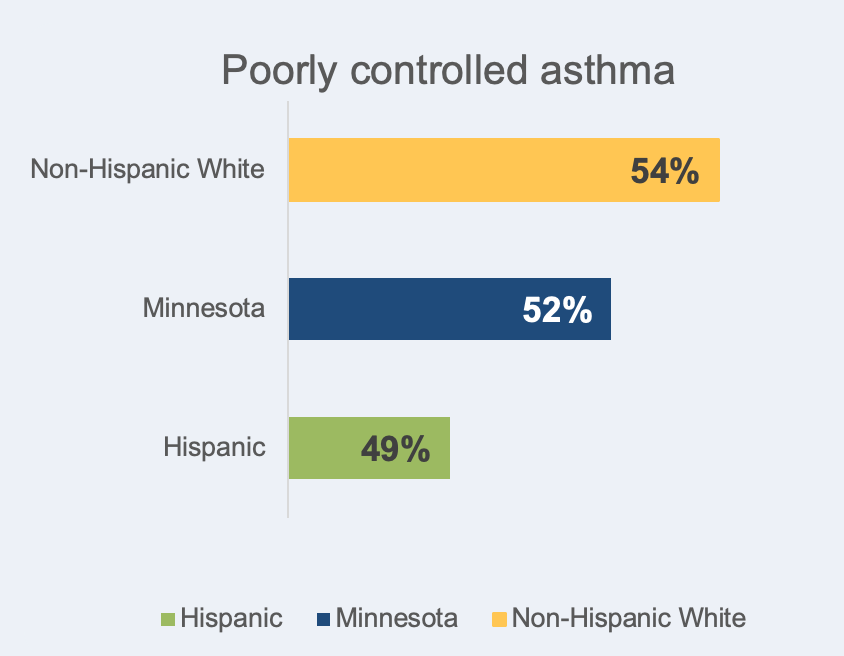 Poorly controlled asthma
Non-Hispanic White
54%
Minnesota
52%
Hispanic
49%
Hispanic Minnesota Non-Hispanic White